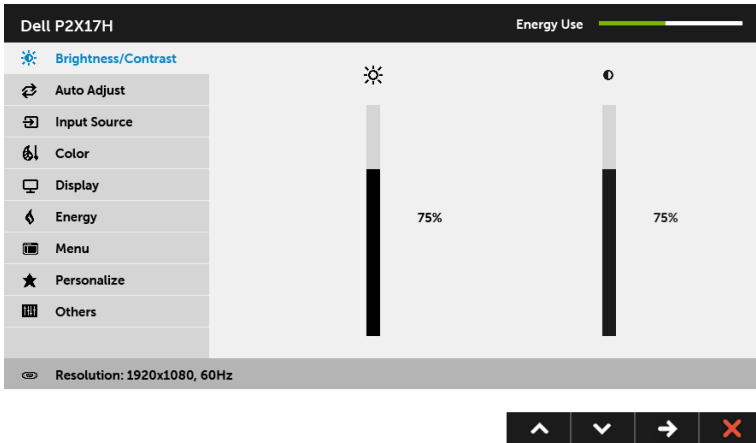 Dell P2X17H
Energy Use
Brightness/Contrast
Auto Adjust
Input Source
Color
Display
Energy
Menu
Personalize
Others
75%
75%
Resolution: 1920x1080, 60Hz